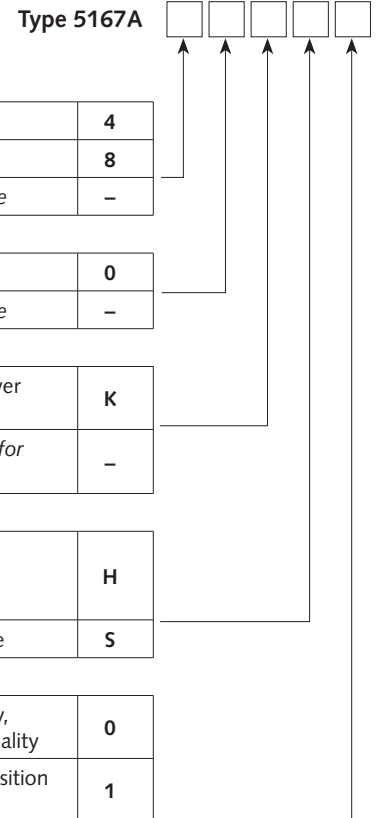 Type 5167A
4
8
e –
0
e –
ver
K
for
–
H
e S
y,
ality
0
sition
1